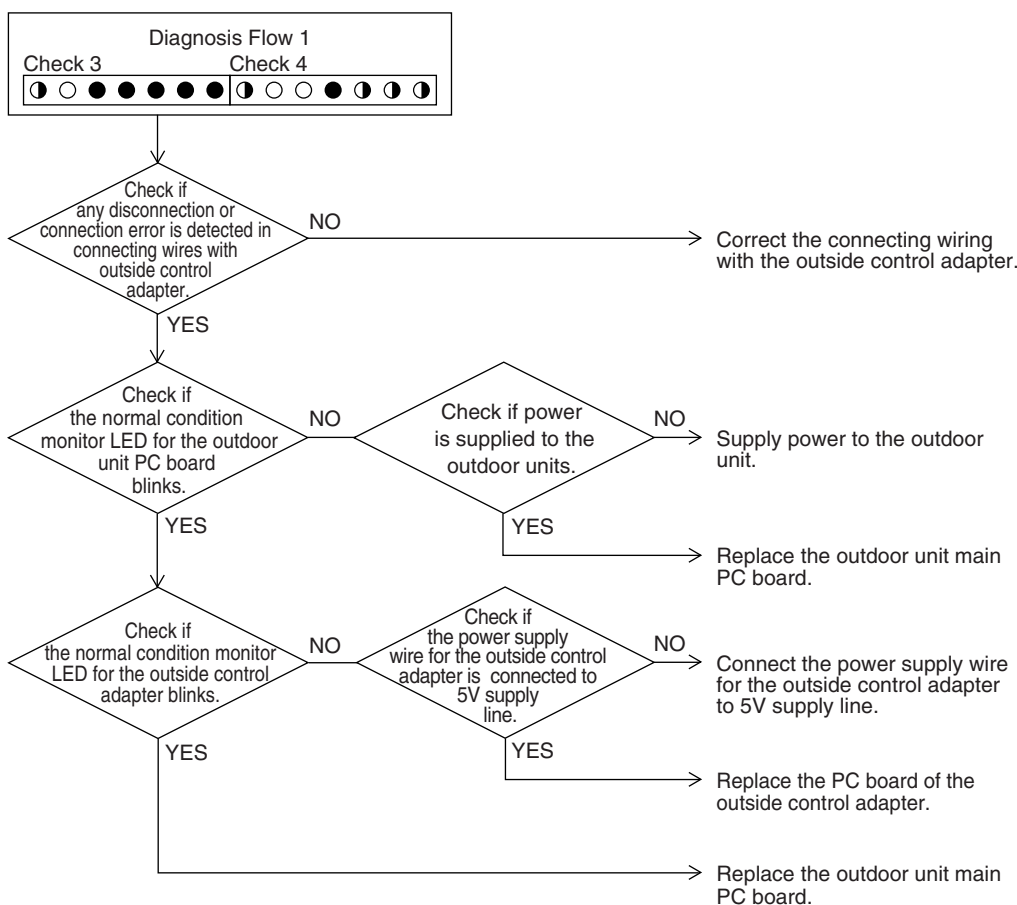 Diagnosis Flow 1
Check 3
Check 4
Check if
any disconnection or
connection error is detected in
connecting wires with
outside control
adapter.
NO
Correct the connecting wiring
with the outside control adapter.
YES
Check if
the normal condition
monitor LED for the outdoor
unit PC board
blinks.
NO
Check if power
is supplied to the
outdoor units.
NO
Supply power to the outdoor
unit.
YES
YES
Replace the outdoor unit main
PC board.
Check if
the normal condition monitor
LED for the outside control
adapter blinks.
NO
Check if
the power supply
wire for the outside control
adapter is connected to
5V supply
line.
NO
Connect the power supply wire
for the outside control adapter
to 5V supply line.
YES
YES
Replace the PC board of the
outside control adapter.
Replace the outdoor unit main
PC board.